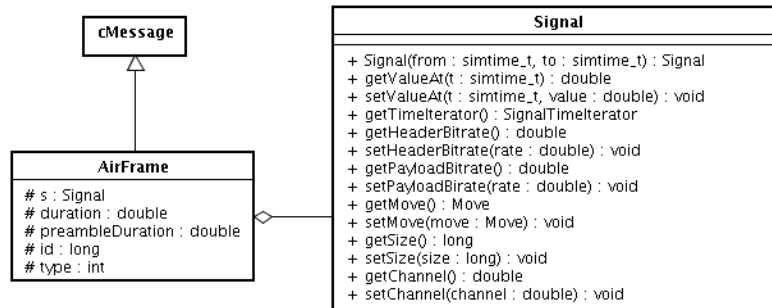 cMessage
AirFrame
# s : Signal
# duration : double
# preambleDuration : double
# id : long
# type : int
Signal
+ Signal(from : simtime_t, to : simtime_t) : Signal
+ getValueAt(t : simtime_t) : double
+ setValueAt(t : simtime_t, value : double) : void
+ getTimeIterator() : SignalTimeIterator
+ getHeaderBitrate() : double
+ setHeaderBitrate(rate : double) : void
+ getPayloadBitrate() : double
+ setPayloadBirate(rate : double) : void
+ getMove() : Move
+ setMove(move : Move) : void
+ getSize() : long
+ setSize(size : long) : void
+ getChannel() : double
+ setChannel(channel : double) : void